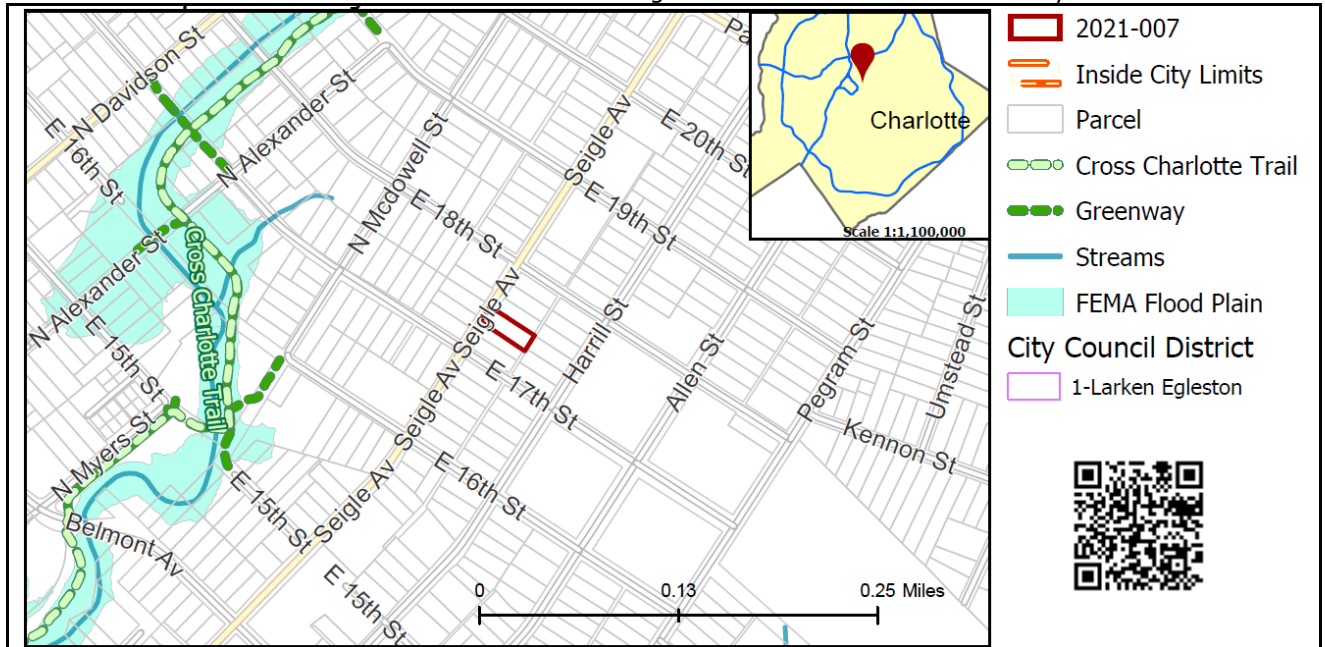 N Davidson St
E 16th St
N Alexander St
N Mcdowell St
Seigle Av
E 20th St
E 19th St
E 18th St
Cross Charlotte Trail
N Alexander St
E 15th St
N Myers St
Belmont Av
E 15th St
Seigle Av
Seigle Av
Seigle Av
Seigle Av
E 17th St
E 16th St
E 15th St
Harrill St
Allen St
Pegram St
Umstead St
Kennon St
0 0.13 0.25 Miles
Charlotte
Scale 1:1,100,000
2021-007
Inside City Limits
Parcel
Cross Charlotte Trail
Greenway
Streams
FEMA Flood Plain
City Council District
1-Larken Egleston